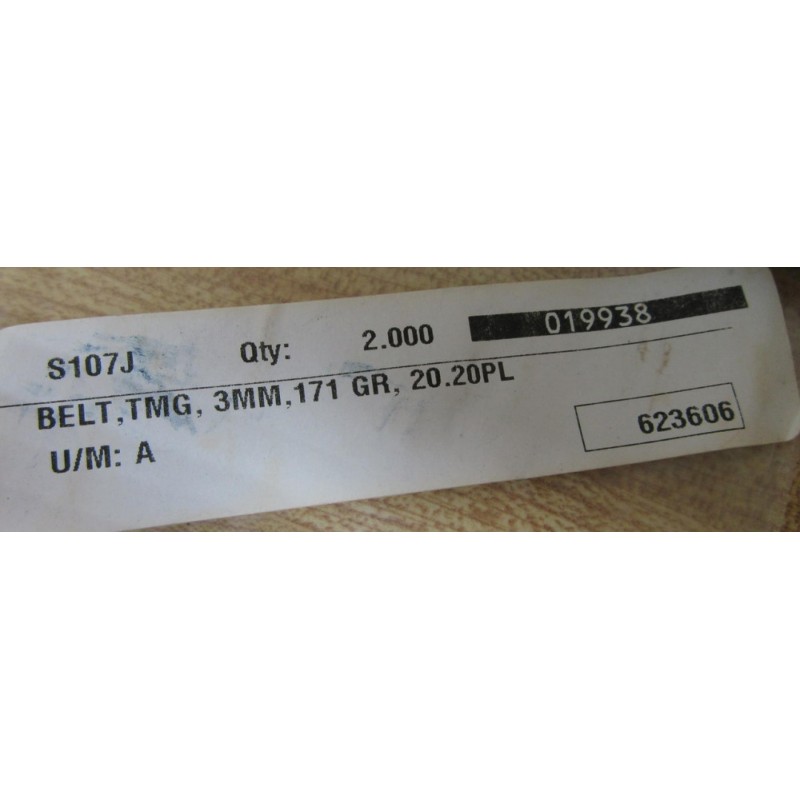 S107J Qty: 2.000 019938
BELT,TMG, 3MM,171 GR, 20.20PL
U/M: A 623606